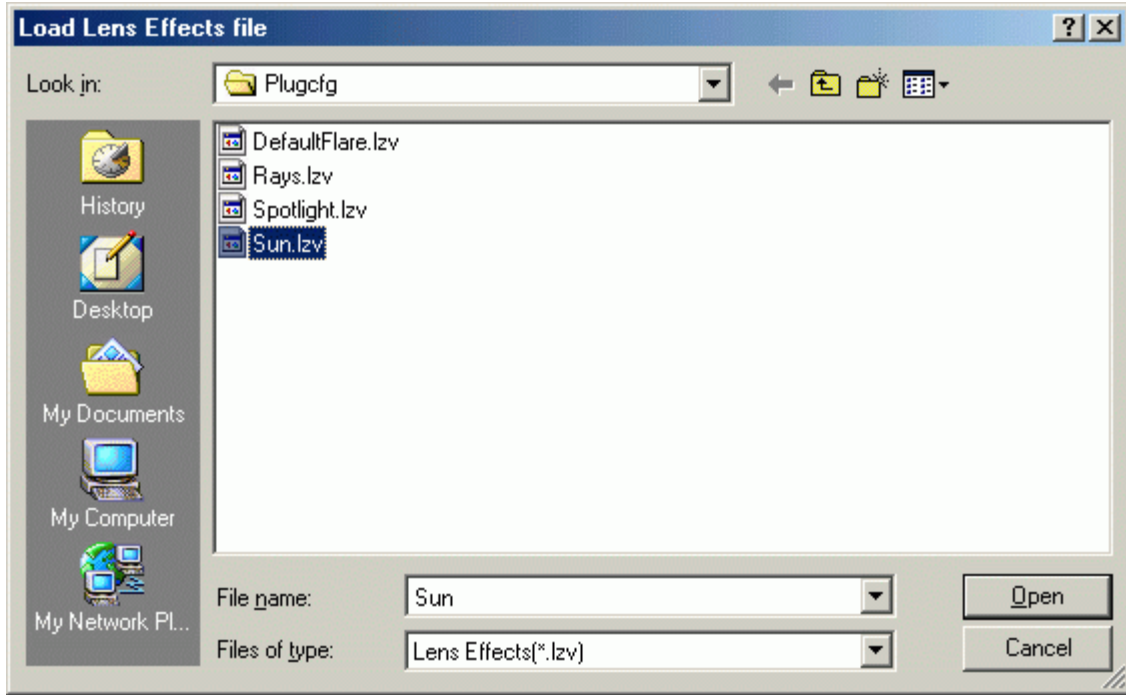 Load Lens Effects file
Look in:
Plugcfg
History
Desktop
My Documents
My Computer
My Network Pl...
DefaultFlare.lzv
Rays.lzv
Spotlight.lzv
Sun.lzv
File name:
Sun
Open
Files of type:
Lens Effects(*.lzv)
Cancel